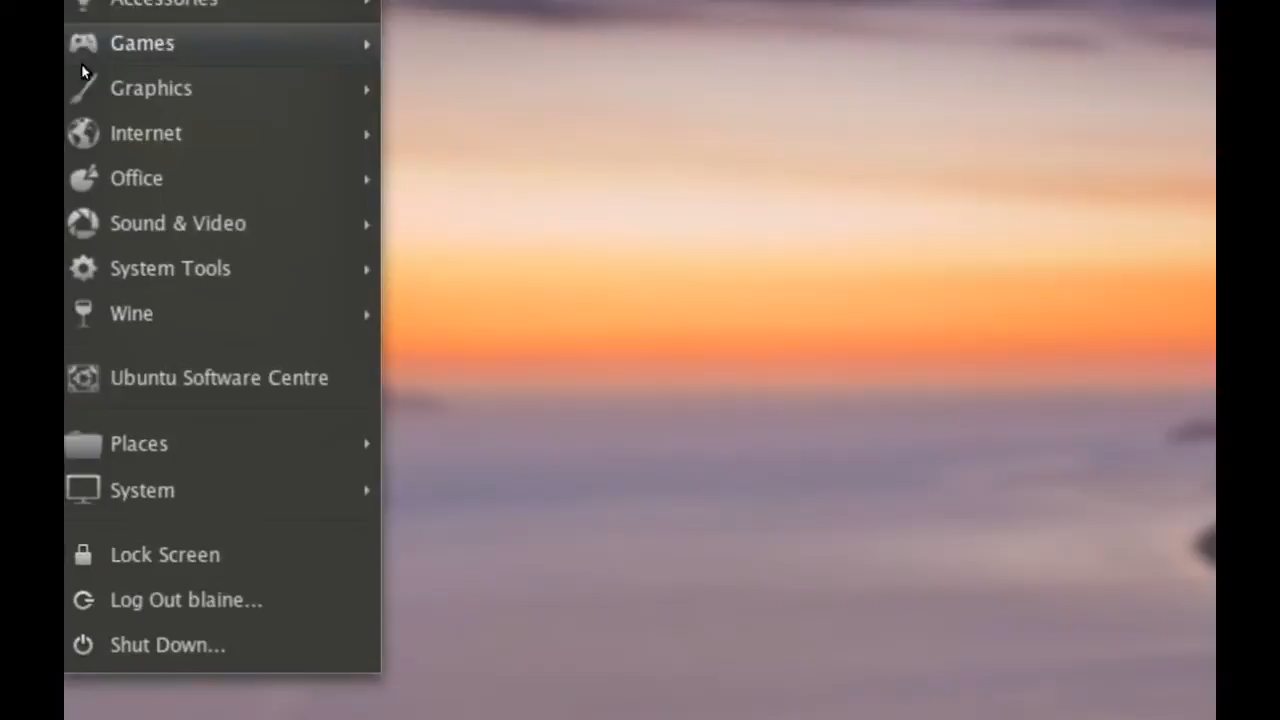 Accessories
Games
Graphics
Internet
Office
Sound & Video
System Tools
Wine
Ubuntu Software Centre
Places
System
Lock Screen
Log Out blaine...
Shut Down...